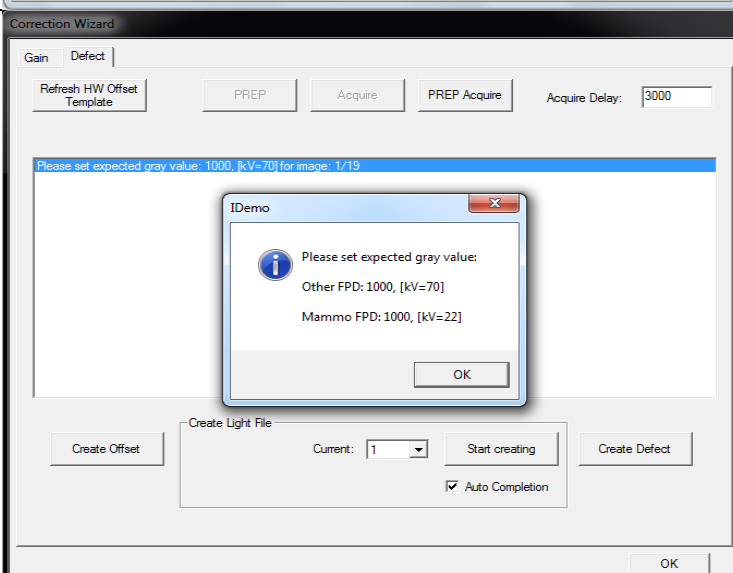 Correction Wizard
Gain Defect
Refresh HW Offset
Template
PREP Acquire PREP Acquire Acquire Delay: 3000
Please set expected gray value: 1000, [kV=70] for image: 1/19
IDemo
Please set expected gray value:
Other FPD: 1000, [kV=70]
Mammo FPD: 1000, [kV=22]
OK
Create Light File
Create Offset Current: 1 Start creating Create Defect
Auto Completion
OK